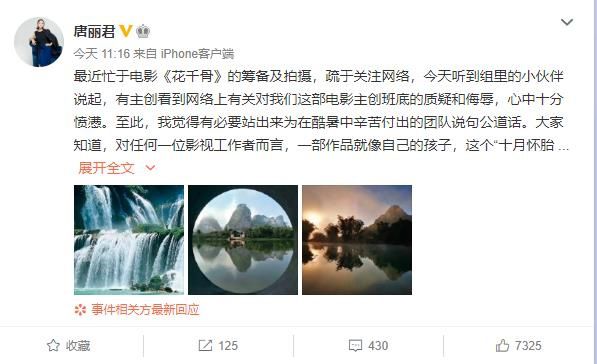 唐丽君
今天 11:16 来自 iPhone客户端
最近忙于电影《花千骨》的筹备及拍摄，疏于关注网络，今天听到组里的小伙伴
说起，有主创看到网络上有关对我们这部电影主创班底的质疑和侮辱，心中十分
愤懑。至此，我觉得有必要站出来为在酷暑中辛苦付出的团队说句公道话。大家
知道，对任何一位影视工作者而言，一部作品就像自己的孩子，这个“十月怀胎 ...
展开全文
事件相关方最新回应
收藏 125 430 7325